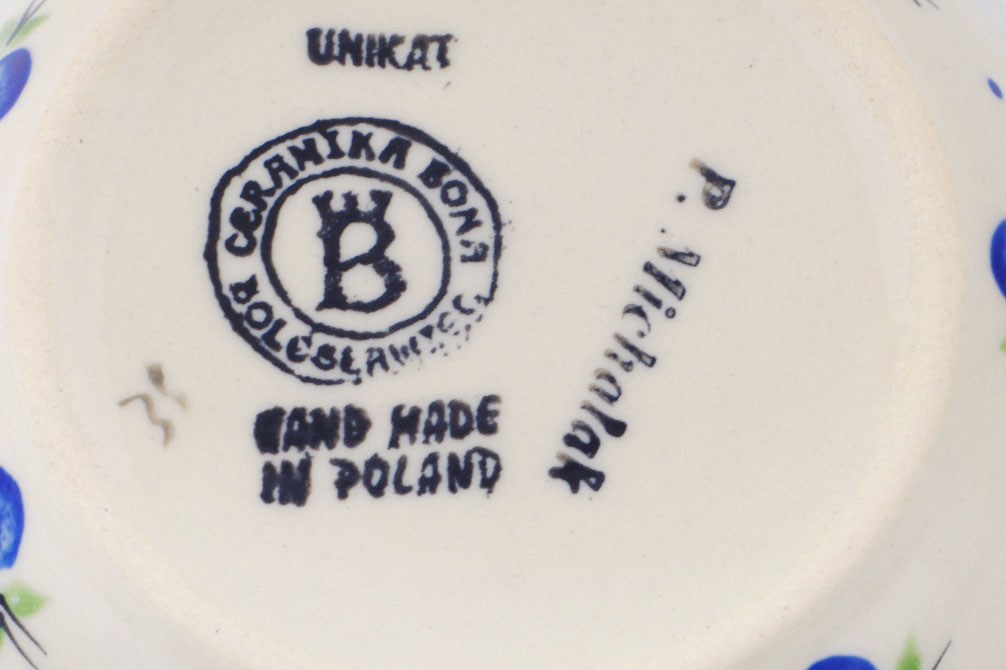 UNIKAT
CERAMIKA BONA
BOLESŁAWIEC
B
HAND MADE
IN POLAND
P. Michalak